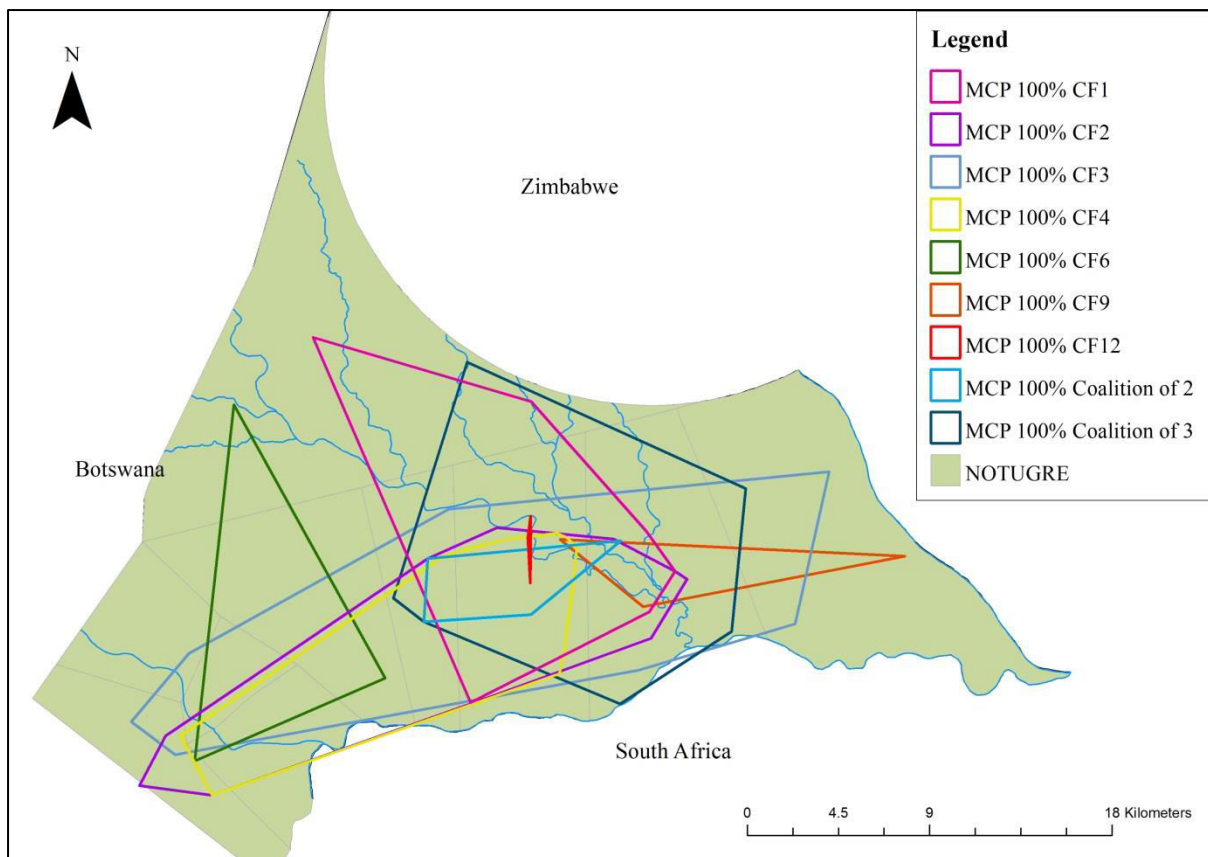 N
Zimbabwe
Botswana
South Africa
Legend
MCP 100% CF1
MCP 100% CF2
MCP 100% CF3
MCP 100% CF4
MCP 100% CF6
MCP 100% CF9
MCP 100% CF12
MCP 100% Coalition of 2
MCP 100% Coalition of 3
NOTUGRE
0 4.5 9 18 Kilometers